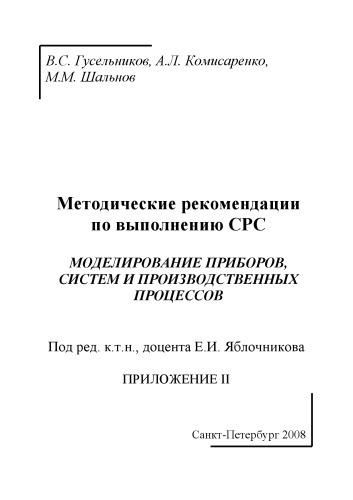 В.С. Гусельников, А.Л. Комисаренко,
М.М. Шальнов
Методические рекомендации
по выполнению СРС
МОДЕЛИРОВАНИЕ ПРИБОРОВ,
СИСТЕМ И ПРОИЗВОДСТВЕННЫХ
ПРОЦЕССОВ
Под ред. к.т.н., доцента Е.И. Яблочникова
ПРИЛОЖЕНИЕ II
Санкт-Петербург 2008